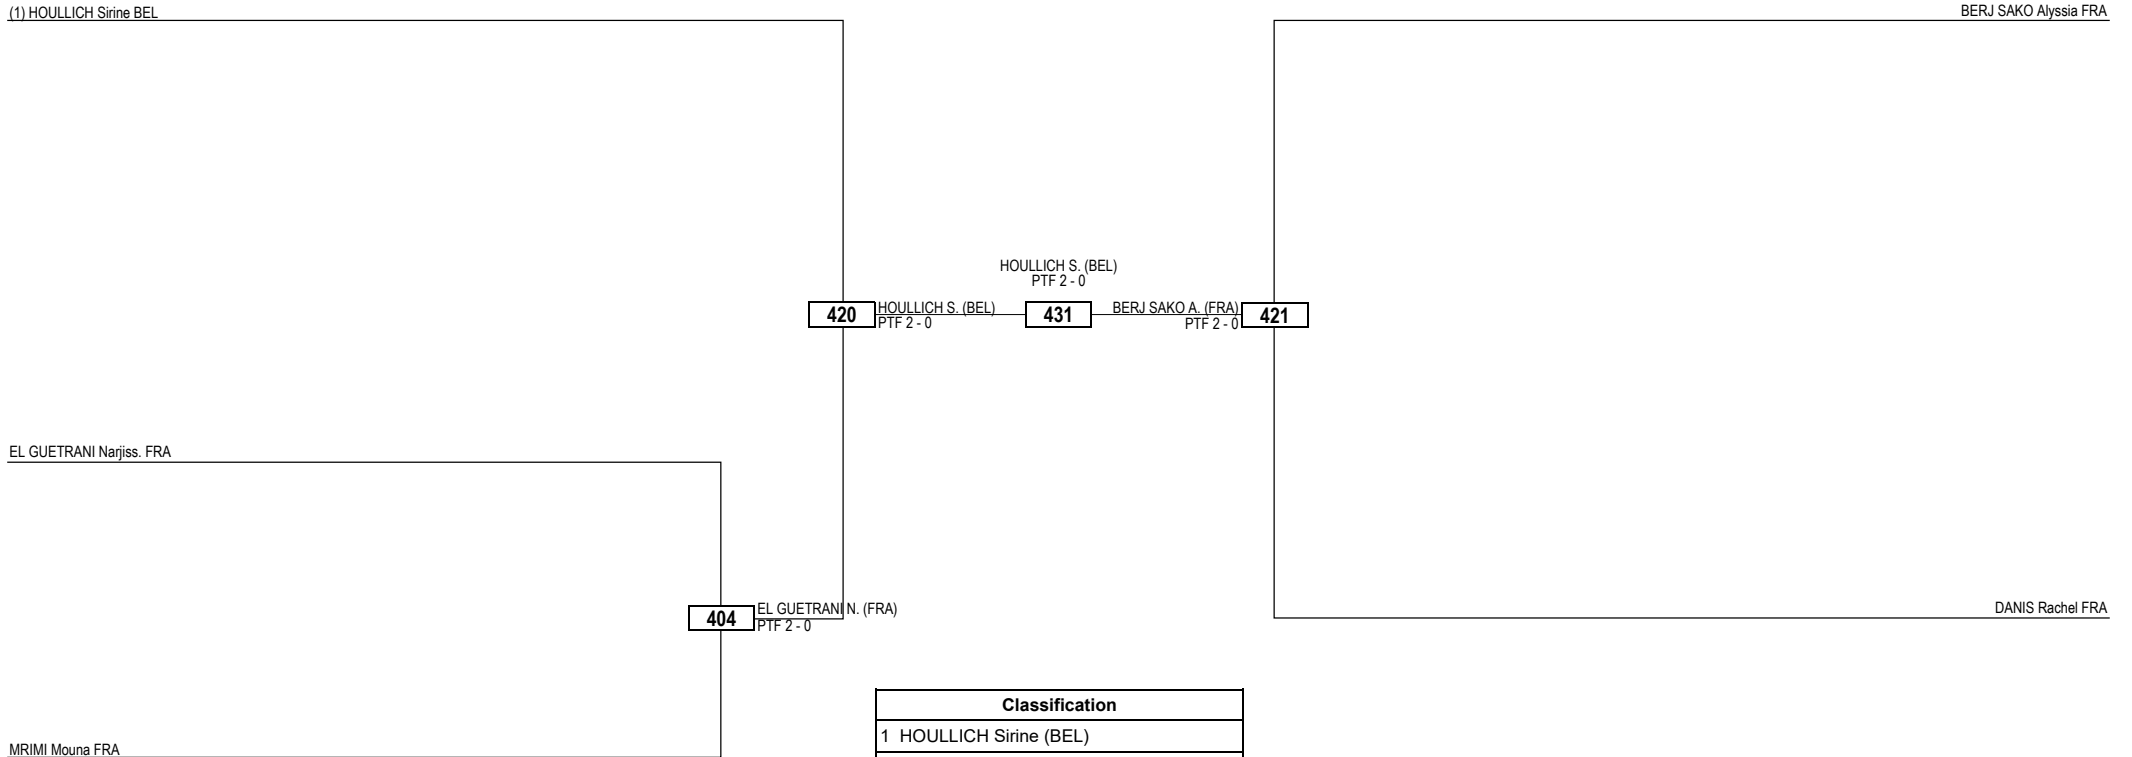 (1) HOULLICH Sirine BEL
BERJ SAKO Alyssia FRA
HOULLICH S. (BEL)
PTF 2 - 0
420
HOULLICH S. (BEL)
PTF 2 - 0
431
BERJ SAKO A. (FRA)
PTF 2 - 0
421
EL GUETRANI Narjiss. FRA
404
EL GUETRANI N. (FRA)
PTF 2 - 0
DANIS Rachel FRA
Classification
1 HOULLICH Sirine (BEL)
MRIMI Mouna FRA